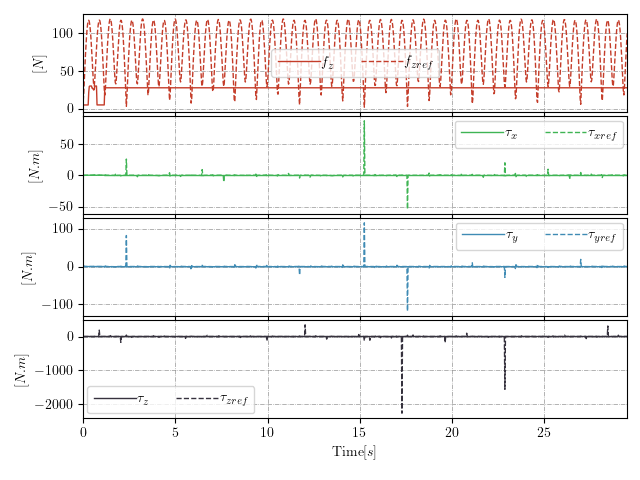 100
50
0
[N]
f_z
f_zref
50
0
−50
[N.m]
τ_x
τ_xref
100
0
−100
[N.m]
τ_y
τ_yref
0
−1000
−2000
[N.m]
τ_z
τ_zref
0 5 10 15 20 25
Time[s]